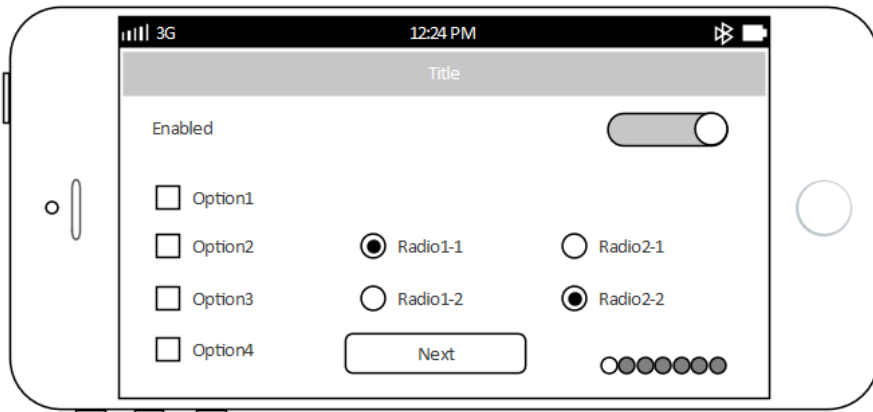 3G 12:24 PM
Title
Enabled
Option1
Option2 Radio1-1 Radio2-1
Option3 Radio1-2 Radio2-2
Option4 Next